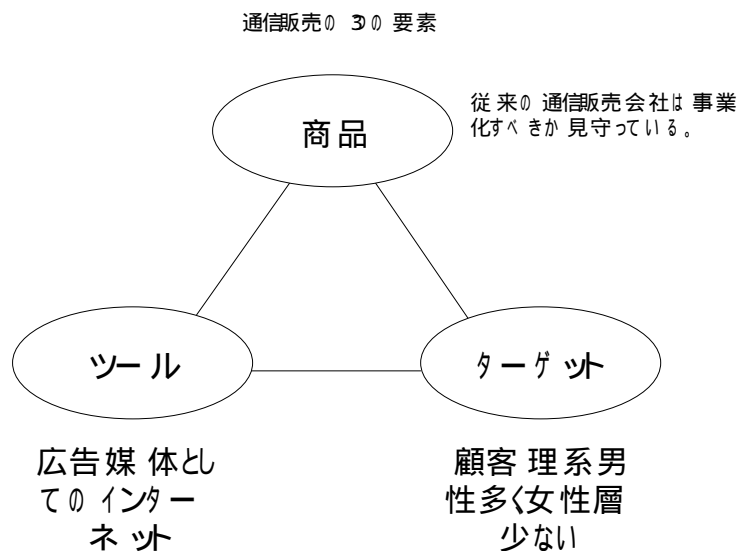 通信販売の3つの要素
商品
従来の通信販売会社は事業
化すべきか見守っている。
ツール
ターゲット
広告媒体とし
てのインター
ネット
顧客 理系男
性多く女性層
少ない